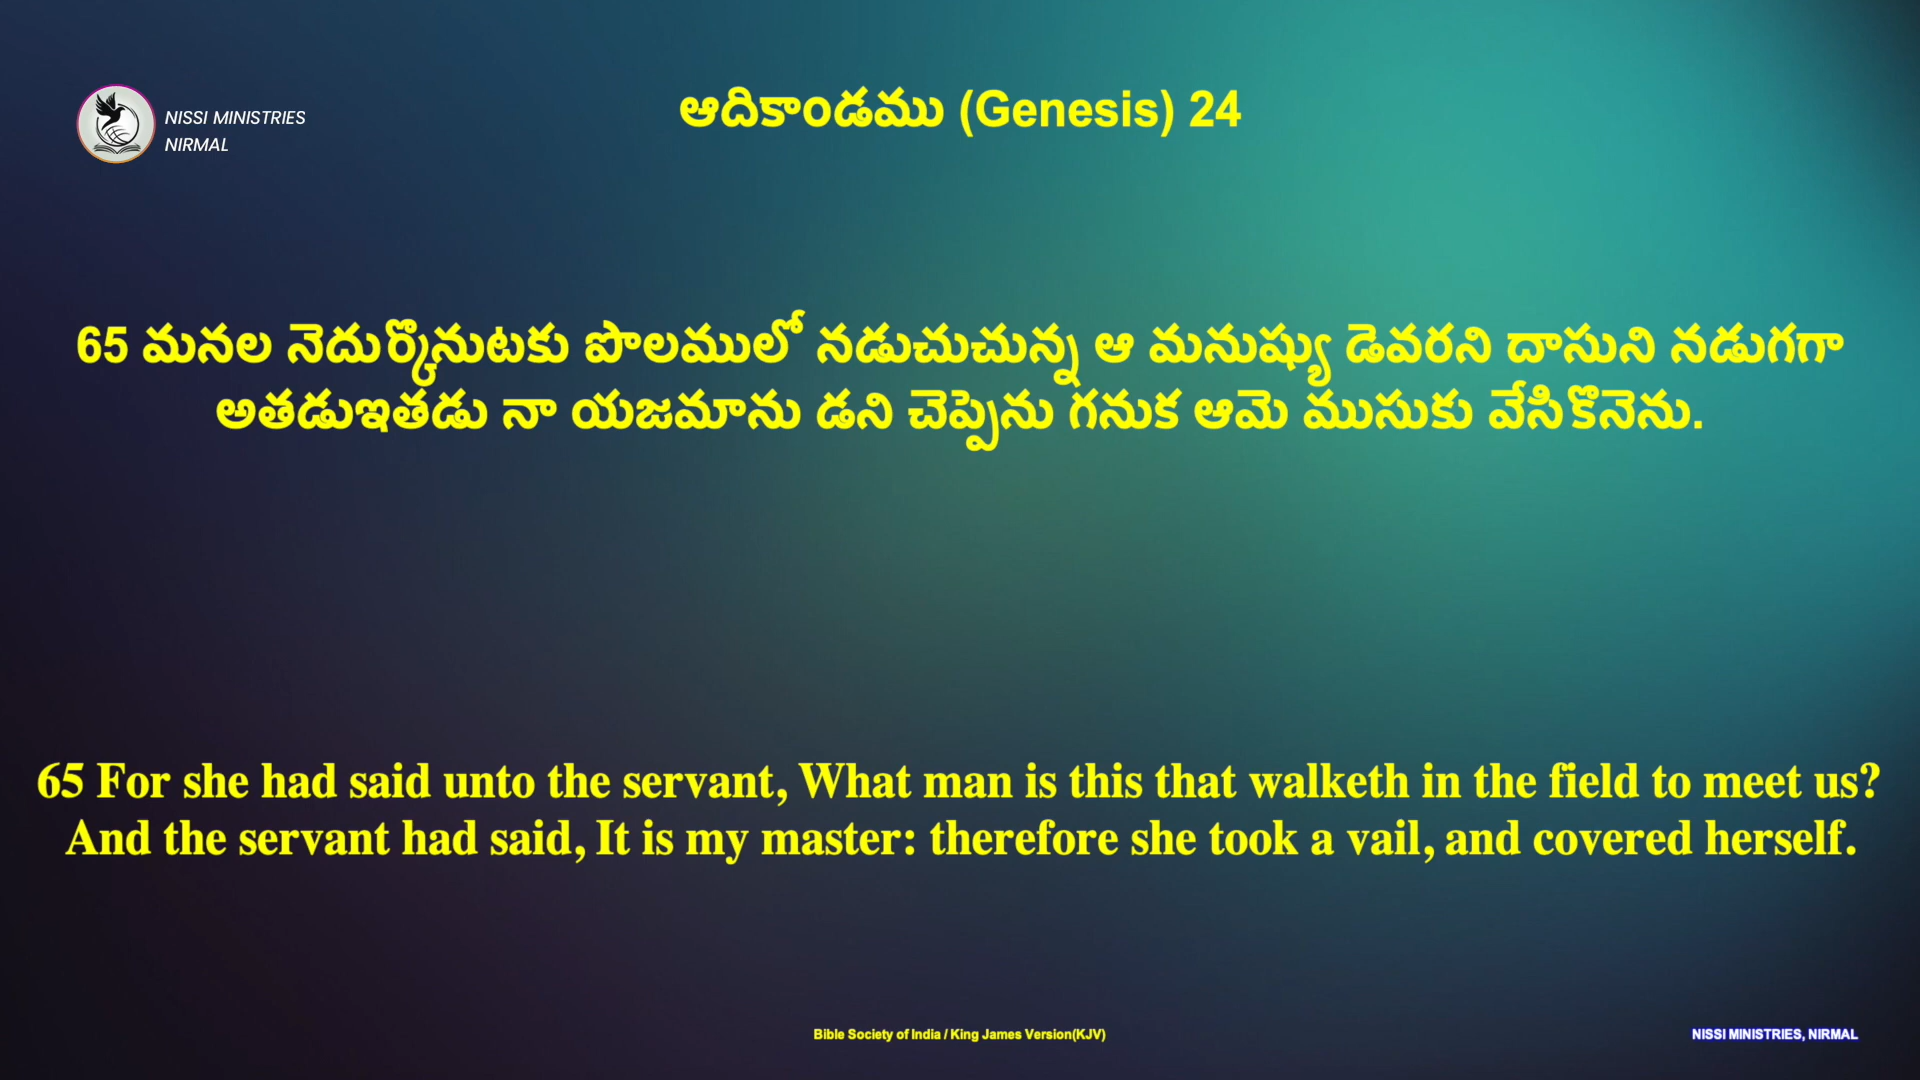 NISSI MINISTRIES
NIRMAL
ఆదికాండము (Genesis) 24
65 మనల నెదుర్కొనుటకు పొలములో నడుచుచున్న ఆ మనుష్యు డెవరని దాసుని నడుగగా
అతడుఇతడు నా యజమాను డని చెప్పెను గనుక ఆమె ముసుకు వేసికొనెను.
65 For she had said unto the servant, What man is this that walketh in the field to meet us?
And the servant had said, It is my master: therefore she took a vail, and covered herself.
Bible Society of India / King James Version(KJV)
NISSI MINISTRIES, NIRMAL